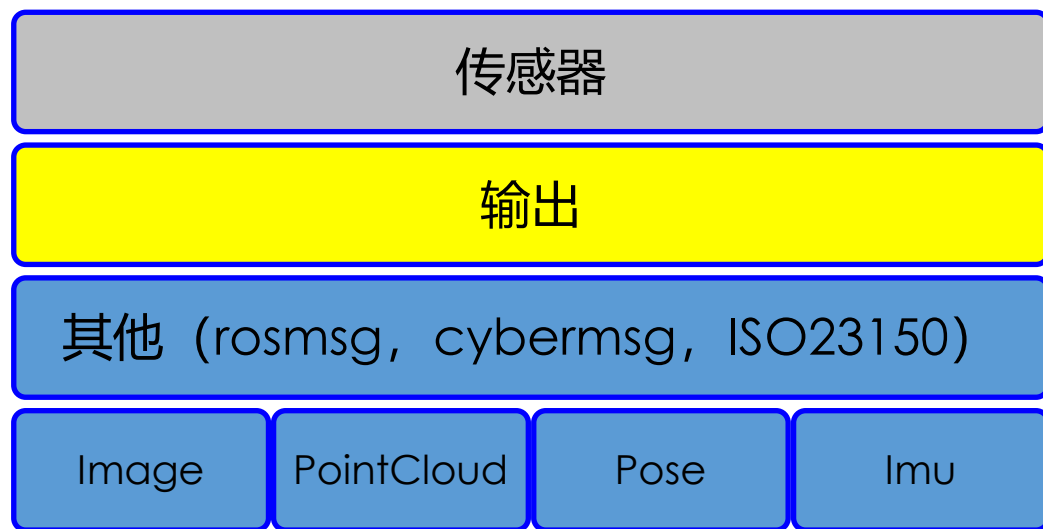 传感器
输出
其他（rosmsg，cybermsg，ISO23150）
Image
PointCloud
Pose
Imu